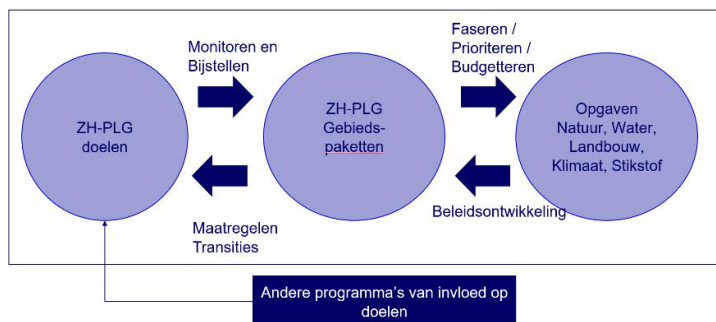 Monitoren en
Bijstellen
Faseren /
Prioriteren /
Budgetteren
ZH-PLG
doelen
ZH-PLG
Gebieds-
paketten
Opgaven
Natuur, Water,
Landbouw,
Klimaat, Stikstof
Maatregelen
Transities
Beleidsontwikkeling
Andere programma's van invloed op
doelen